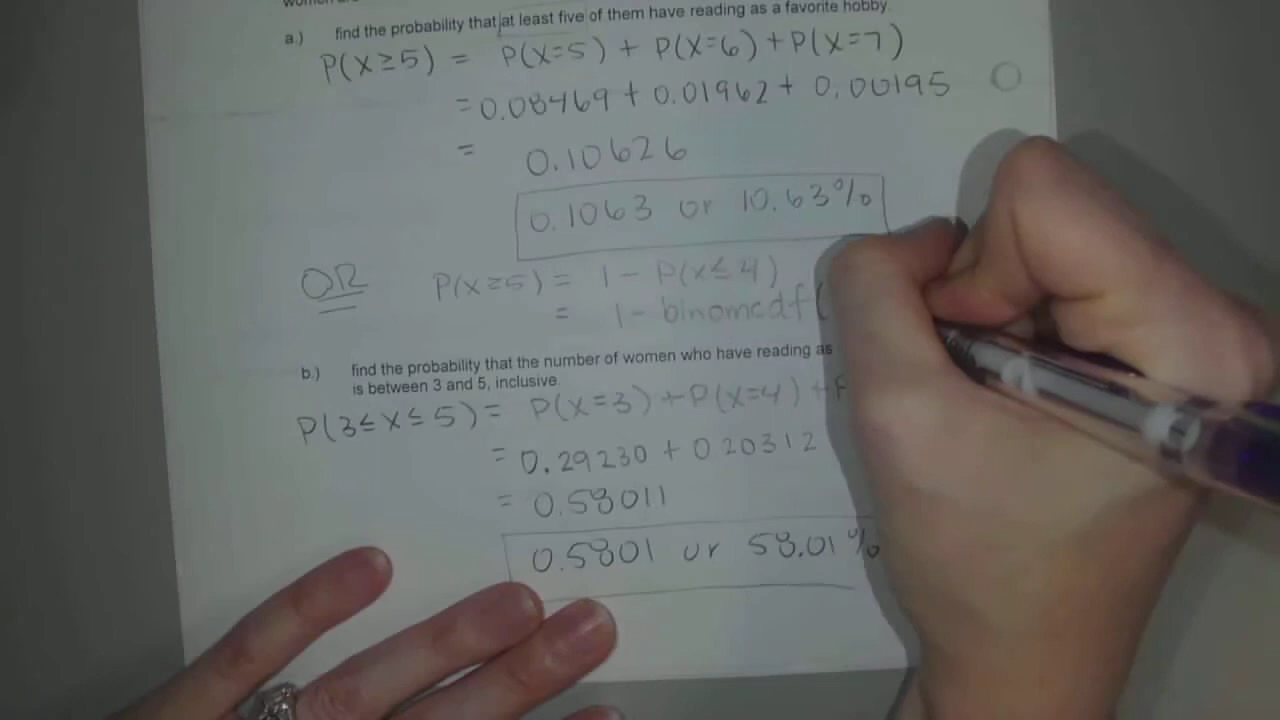 a.) find the probability that at least five of them have reading as a favorite hobby.
P(X≥5) = P(X=5) + P(X=6) + P(X=7)
= 0.08469 + 0.01962 + 0.00195
= 0.10626
0.1063 or 10.63%
OR P(X≥5) = 1 - P(X≤4)
= 1 - binomcdf(
b.) find the probability that the number of women who have reading as
is between 3 and 5, inclusive.
P(3≤X≤5) = P(X=3) + P(X=4) + P
= 0.29230 + 0.20312
= 0.58011
0.5801 or 58.01%